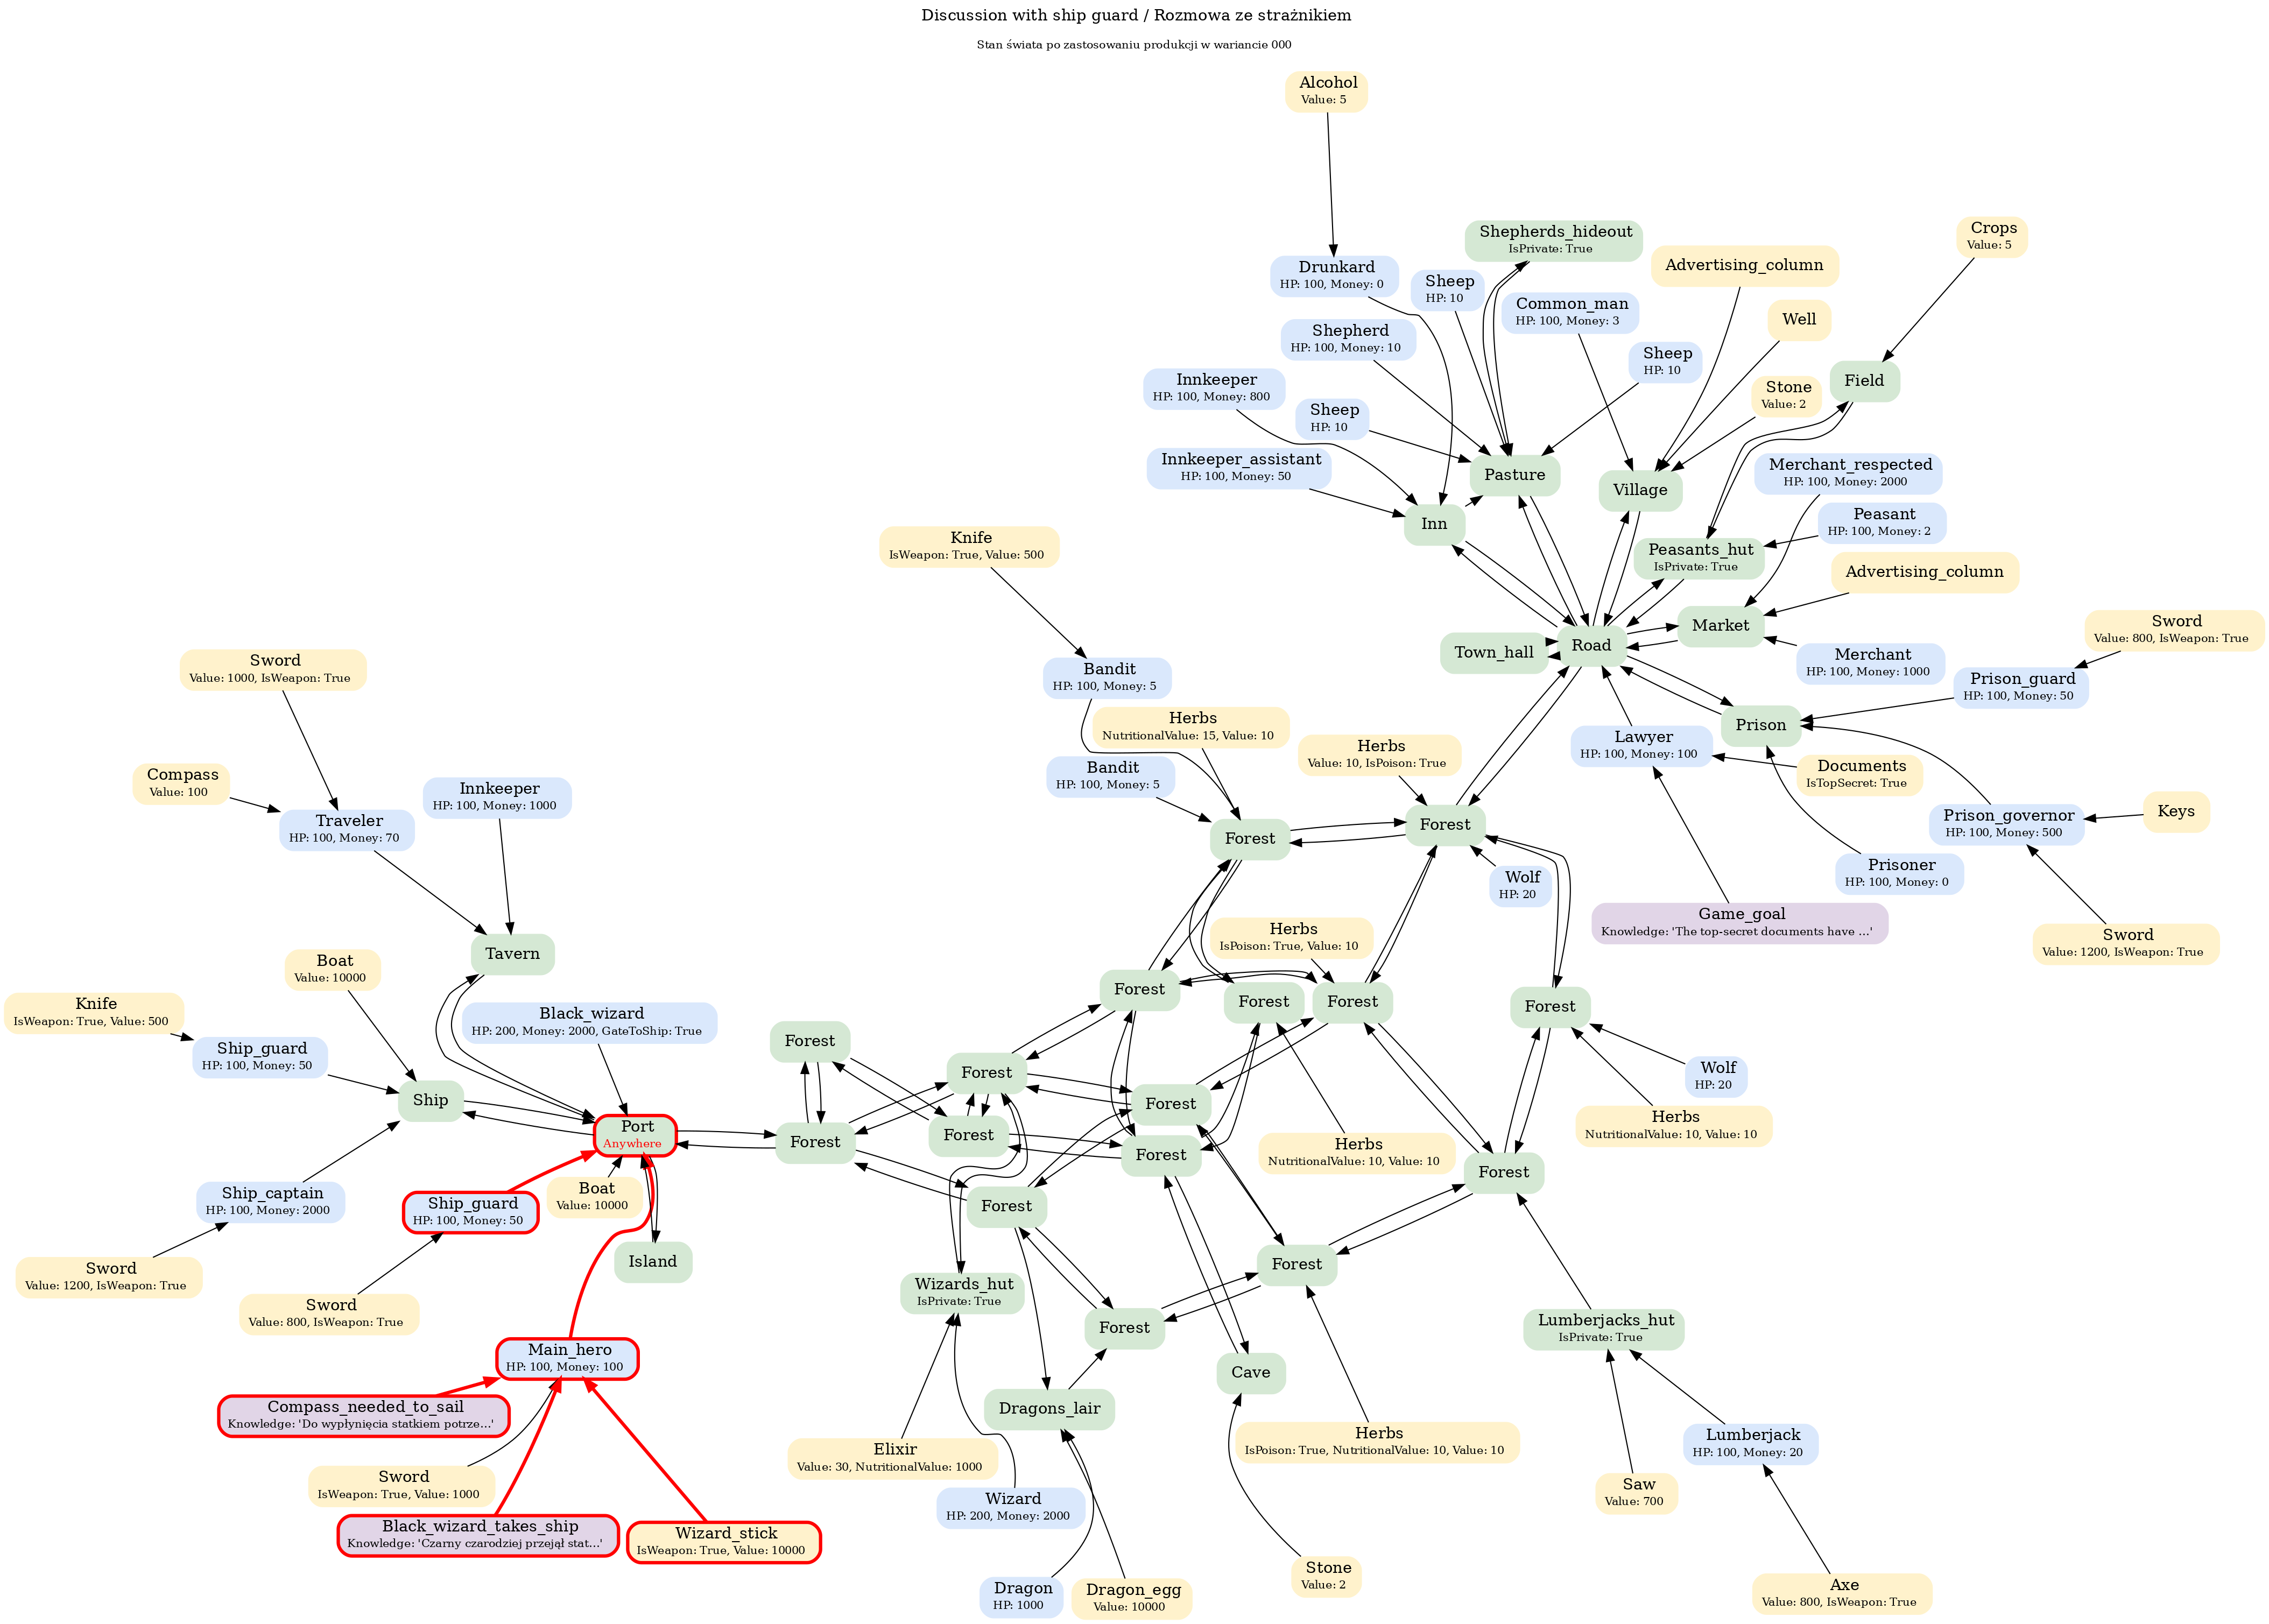 Discussion with ship guard / Rozmowa ze strażnikiem
Stan świata po zastosowaniu produkcji w wariancie 000
Alcohol
Value: 5
Shepherds_hideout
IsPrivate: True
Crops
Value: 5
Advertising_column
Drunkard
HP: 100, Money: 0
Sheep
HP: 10
Common_man
HP: 100, Money: 3
Well
Shepherd
HP: 100, Money: 10
Sheep
HP: 10
Field
Innkeeper
HP: 100, Money: 800
Stone
Value: 2
Sheep
HP: 10
Innkeeper_assistant
HP: 100, Money: 50
Pasture
Village
Merchant_respected
HP: 100, Money: 2000
Inn
Peasant
HP: 100, Money: 2
Knife
IsWeapon: True, Value: 500
Peasants_hut
IsPrivate: True
Advertising_column
Market
Sword
Value: 800, IsWeapon: True
Town_hall
Road
Merchant
HP: 100, Money: 1000
Sword
Value: 1000, IsWeapon: True
Bandit
HP: 100, Money: 5
Prison_guard
HP: 100, Money: 50
Herbs
NutritionalValue: 15, Value: 10
Prison
Lawyer
HP: 100, Money: 100
Herbs
Value: 10, IsPoison: True
Compass
Value: 100
Innkeeper
HP: 100, Money: 1000
Bandit
HP: 100, Money: 5
Documents
IsTopSecret: True
Traveler
HP: 100, Money: 70
Forest
Forest
Prison_governor
HP: 100, Money: 500
Keys
Wolf
HP: 20
Prisoner
HP: 100, Money: 0
Game_goal
Knowledge: 'The top-secret documents have ...'
Herbs
IsPoison: True, Value: 10
Sword
Value: 1200, IsWeapon: True
Tavern
Boat
Value: 10000
Forest
Forest
Forest
Forest
Knife
IsWeapon: True, Value: 500
Black_wizard
HP: 200, Money: 2000, GateToShip: True
Ship_guard
HP: 100, Money: 50
Forest
Forest
Wolf
HP: 20
Ship
Forest
Herbs
NutritionalValue: 10, Value: 10
Port
Anywhere
Forest
Forest
Forest
Herbs
NutritionalValue: 10, Value: 10
Forest
Boat
Value: 10000
Ship_captain
HP: 100, Money: 2000
Ship_guard
HP: 100, Money: 50
Forest
Island
Forest
Sword
Value: 1200, IsWeapon: True
Wizards_hut
IsPrivate: True
Sword
Value: 800, IsWeapon: True
Forest
Lumberjacks_hut
IsPrivate: True
Main_hero
HP: 100, Money: 100
Cave
Compass_needed_to_sail
Knowledge: 'Do wypłynięcia statkiem potrze...'
Dragons_lair
Herbs
IsPoison: True, NutritionalValue: 10, Value: 10
Lumberjack
HP: 100, Money: 20
Elixir
Value: 30, NutritionalValue: 1000
Sword
IsWeapon: True, Value: 1000
Saw
Value: 700
Wizard
HP: 200, Money: 2000
Black_wizard_takes_ship
Knowledge: 'Czarny czarodziej przejął stat...'
Wizard_stick
IsWeapon: True, Value: 10000
Stone
Value: 2
Dragon
HP: 1000
Dragon_egg
Value: 10000
Axe
Value: 800, IsWeapon: True